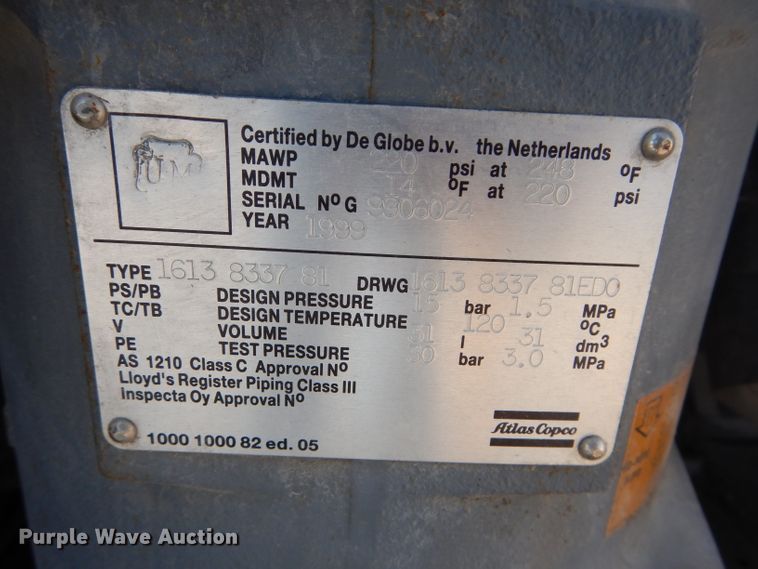 UM
Certified by De Globe b.v. the Netherlands
MAWP 220 psi at 248 °F
MDMT 14 °F at 220 psi
SERIAL Nº G 9906024
YEAR 1999
TYPE 1613 8337 81 DRWG 1613 8337 81ED0
PS/PB DESIGN PRESSURE 15 bar 1.5 MPa
TC/TB DESIGN TEMPERATURE 120 ºC
V VOLUME 31 l 31 dm3
PE TEST PRESSURE 30 bar 3.0 MPa
AS 1210 Class C Approval Nº
Lloyd's Register Piping Class III
Inspecta Oy Approval Nº
Atlas Copco
1000 1000 82 ed. 05
Purple Wave Auction